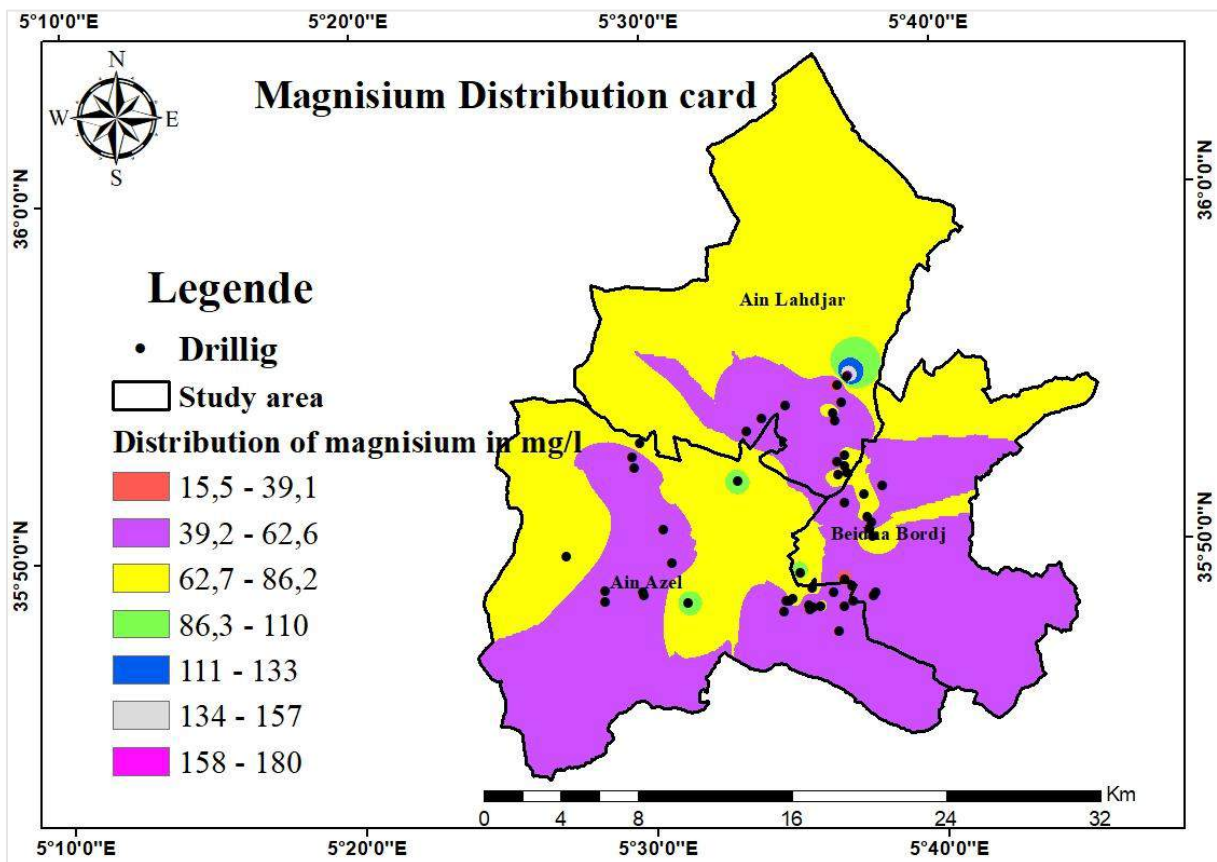 5°10'0"E 5°20'0"E 5°30'0"E 5°40'0"E
N
W E
S
Magnisium Distribution card
36°0'0"N
36°0'0"N
Ain Lahdjar
Legende
Drillig
Study area
Distribution of magnisium in mg/l
15,5 - 39,1
39,2 - 62,6
62,7 - 86,2
86,3 - 110
111 - 133
134 - 157
158 - 180
Beidha Bordj
Ain Azel
35°50'0"N
35°50'0"N
Km
0 4 8 16 24 32
5°10'0"E 5°20'0"E 5°30'0"E 5°40'0"E